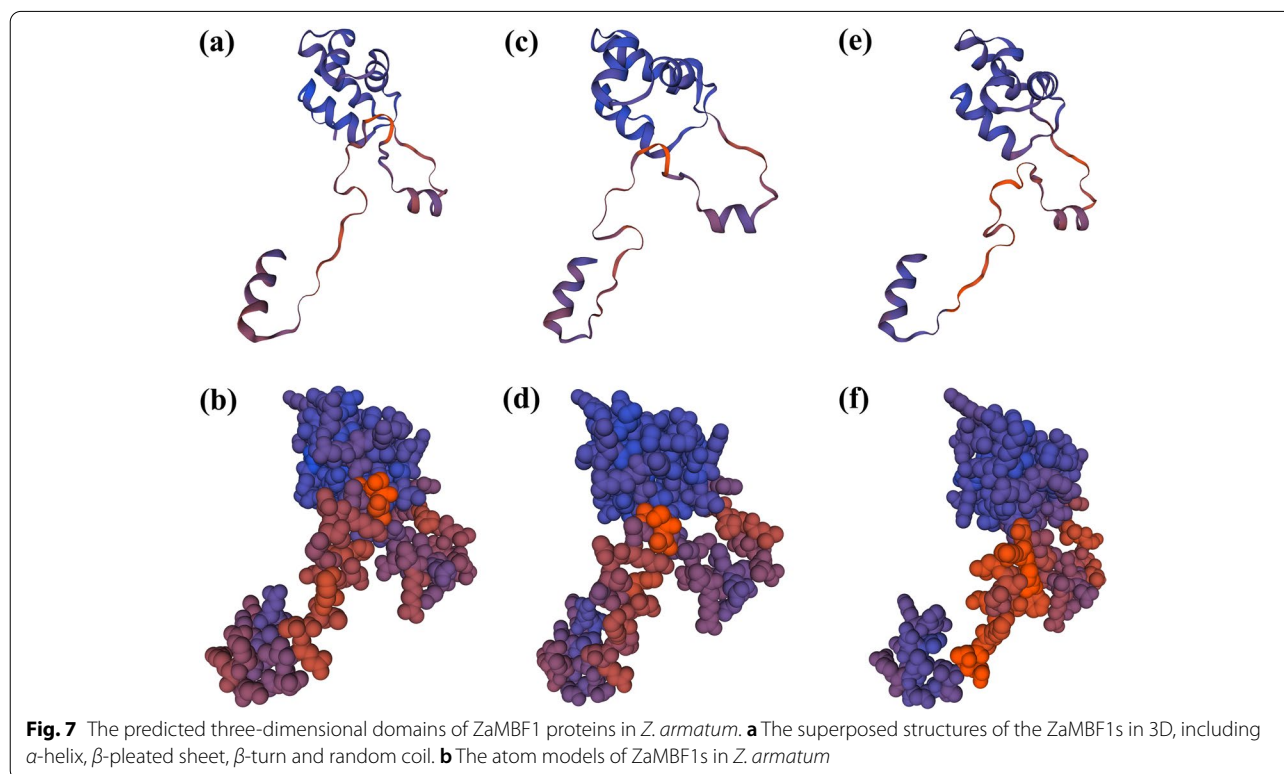 (a)
(c)
(e)
(b)
(d)
(f)
Fig. 7 The predicted three-dimensional domains of ZaMBF1 proteins in Z. armatum. a The superposed structures of the ZaMBF1s in 3D, including
α-helix, β-pleated sheet, β-turn and random coil. b The atom models of ZaMBF1s in Z. armatum